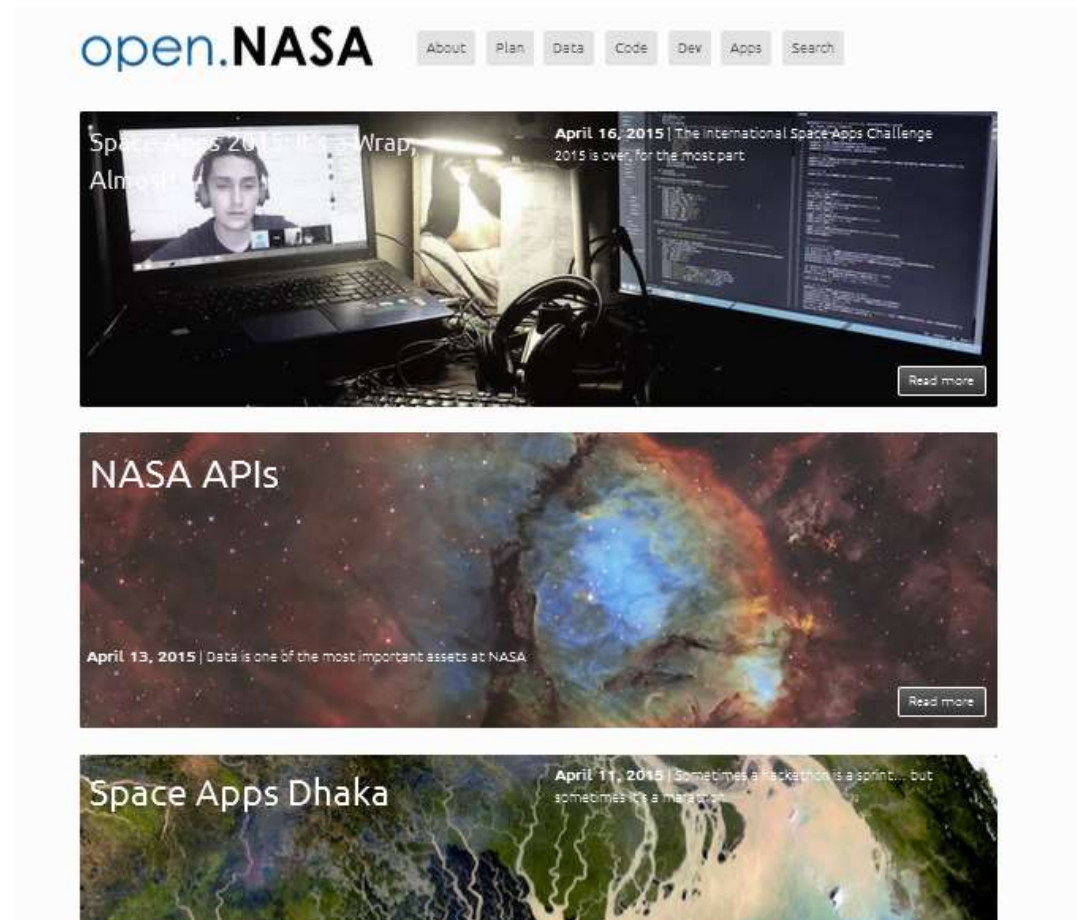 open.NASA
About Plan Data Code Dev Apps Search
Space Apps 2015: It's a Wrap,
Almost!
April 16, 2015 | The International Space Apps Challenge
2015 is over, for the most part
Read more
NASA APIs
April 13, 2015 | Data is one of the most important assets at NASA
Read more
Space Apps Dhaka
April 11, 2015 | Sometimes a hackathon is a sprint... but
sometimes it's a marathon